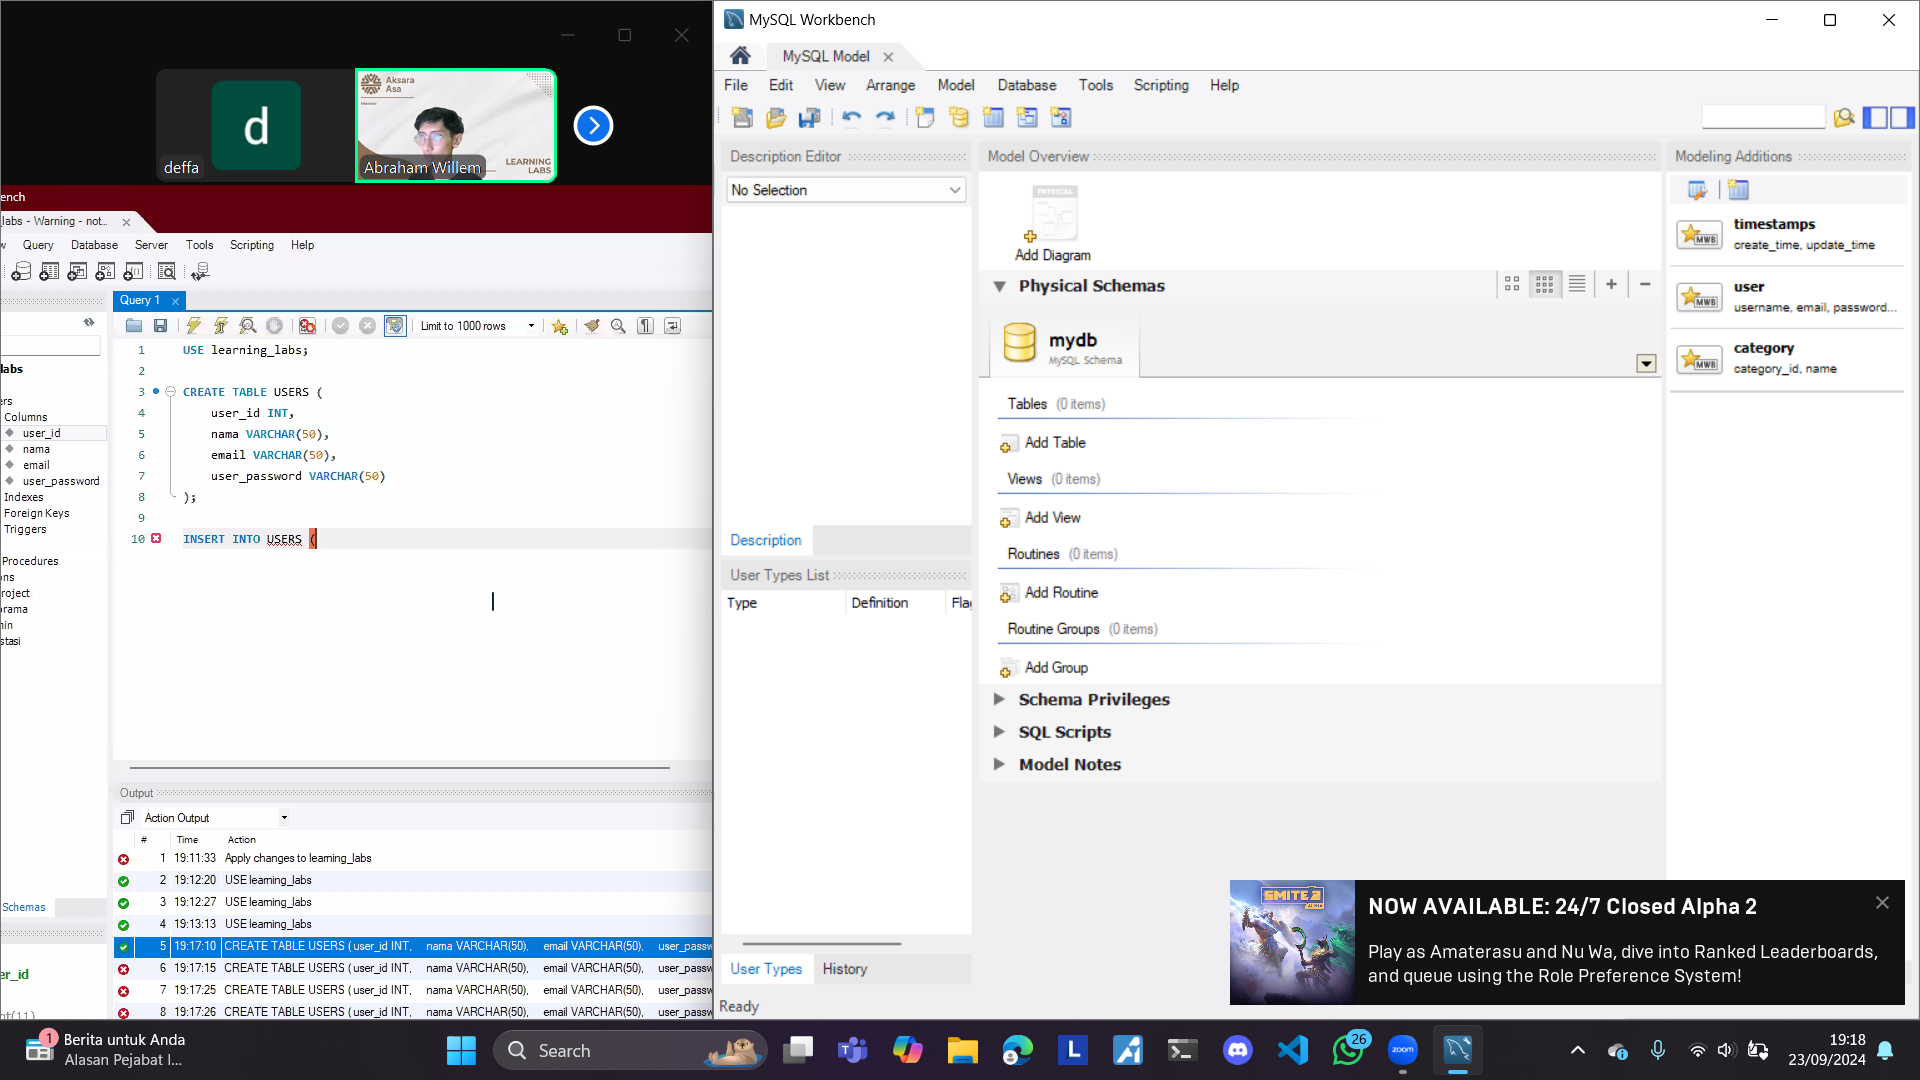 d
deffa
Aksara
Asa
Abraham Willem
LEARNING
LABS
ench
labs - Warning - not...
Query Database Server Tools Scripting Help
Query 1
Limit to 1000 rows
1 USE learning_labs;
2
3 CREATE TABLE USERS (
4 user_id INT,
5 nama VARCHAR(50),
6 email VARCHAR(50),
7 user_password VARCHAR(50)
8 );
9
10 INSERT INTO USERS (
labs
ers
Columns
user_id
nama
email
user_password
Indexes
Foreign Keys
Triggers
Procedures
ons
roject
rama
min
stasi
Schemas
er_id
nt(11)
Output
Action Output
# Time Action
1 19:11:33 Apply changes to learning_labs
2 19:12:20 USE learning_labs
3 19:12:27 USE learning_labs
4 19:13:13 USE learning_labs
5 19:17:10 CREATE TABLE USERS ( user_id INT, nama VARCHAR(50), email VARCHAR(50), user_passw
6 19:17:15 CREATE TABLE USERS ( user_id INT, nama VARCHAR(50), email VARCHAR(50), user_passw
7 19:17:25 CREATE TABLE USERS ( user_id INT, nama VARCHAR(50), email VARCHAR(50), user_passw
8 19:17:26 CREATE TABLE USERS ( user_id INT, nama VARCHAR(50), email VARCHAR(50), user_passw
MySQL Workbench
MySQL Model
File Edit View Arrange Model Database Tools Scripting Help
Description Editor
No Selection
Description
User Types List
Type Definition Flag
User Types History
Ready
Model Overview
PHYSICAL
Add Diagram
Physical Schemas
mydb
MySQL Schema
Tables (0 items)
Add Table
Views (0 items)
Add View
Routines (0 items)
Add Routine
Routine Groups (0 items)
Add Group
Schema Privileges
SQL Scripts
Model Notes
Modeling Additions
MWB
timestamps
create_time, update_time
MWB
user
username, email, password...
MWB
category
category_id, name
SMITE 2
ALPHA
NOW AVAILABLE: 24/7 Closed Alpha 2
Play as Amaterasu and Nu Wa, dive into Ranked Leaderboards,
and queue using the Role Preference System!
1
Berita untuk Anda
Alasan Pejabat I...
Search
L
26
zoom
19:18
23/09/2024